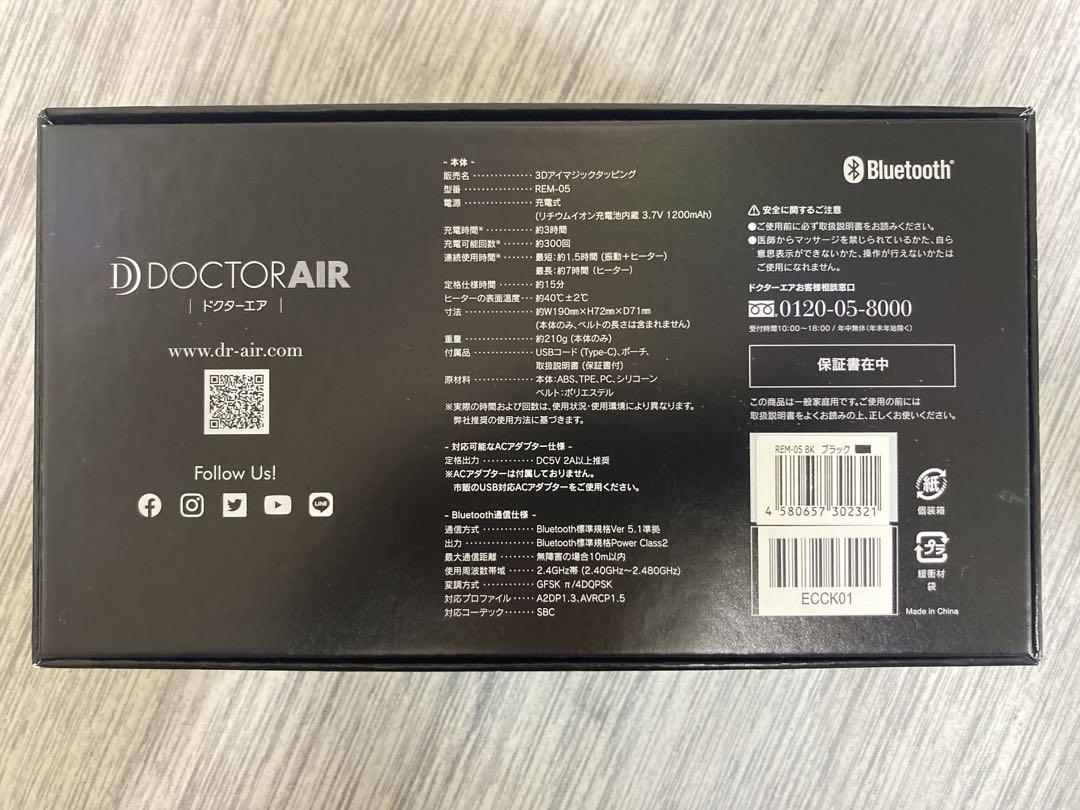 DOCTORAIR
| ドクターエア |
www.dr-air.com
Follow Us!
LINE
- 本体 -
販売名 ・・・・・・・・・・・・・ 3Dアイマジックタッピング
型番 ・・・・・・・・・・・・・・・ REM-05
電源 ・・・・・・・・・・・・・・・ 充電式
(リチウムイオン充電池内蔵 3.7V 1200mAh)
充電時間※ ・・・・・・・・・ 約3時間
充電可能回数※ ・・・・・・ 約300回
連続使用時間※ ・・・・・・ 最短:約1.5時間 (振動+ヒーター)
最長:約7時間 (ヒーター)
定格仕様時間 ・・・・・・・ 約15分
ヒーターの表面温度・・・・ 約40℃±2℃
寸法 ・・・・・・・・・・・・・・・ 約W190㎜×H72㎜×D71㎜
(本体のみ、ベルトの長さは含まれません)
重量 ・・・・・・・・・・・・・・・ 約210g (本体のみ)
付属品 ・・・・・・・・・・・・・ USBコード (Type-C)、ポーチ、
取扱説明書 (保証書付)
原材料 ・・・・・・・・・・・・・ 本体:ABS、TPE、PC、シリコーン
ベルト:ポリエステル
※実際の時間および回数は、使用状況・使用環境により異なります。
弊社推奨の使用方法に基づきます。
- 対応可能なACアダプター仕様 -
定格出力 ・・・・・・・・・・・ DC5V 2A以上推奨
※ACアダプターは付属しておりません。
市販のUSB対応ACアダプターをご使用ください。
- Bluetooth通信仕様 -
通信方式 ・・・・・・・・・・・ Bluetooth標準規格Ver 5.1準拠
出力 ・・・・・・・・・・・・・・・ Bluetooth標準規格Power Class2
最大通信距離 ・・・・・・・ 無障害の場合10m以内
使用周波数帯域 ・・・・・ 2.4GHz帯 (2.40GHz～2.480GHz)
変調方式 ・・・・・・・・・・・ GFSK π/4DQPSK
対応プロファイル・・・・・ A2DP1.3、AVRCP1.5
対応コーデック・・・・・・・ SBC
Bluetooth®
⚠ 安全に関するご注意
●ご使用前に必ず取扱説明書をお読みください。
●医師からマッサージを禁じられているかた、自ら
意思表示ができないかた、操作が行えないかたは
ご使用になれません。
ドクターエアお客様相談窓口
0120-05-8000
受付時間10:00～18:00 / 年中無休(年末年始除く)
保証書在中
この商品は一般家庭用です。ご使用の前には
取扱説明書をよくお読みの上、正しくお使いください。
REM-05 BK ブラック
4 580657 302321
ECCK01
紙
個装箱
プラ
緩衝材
袋
Made in China